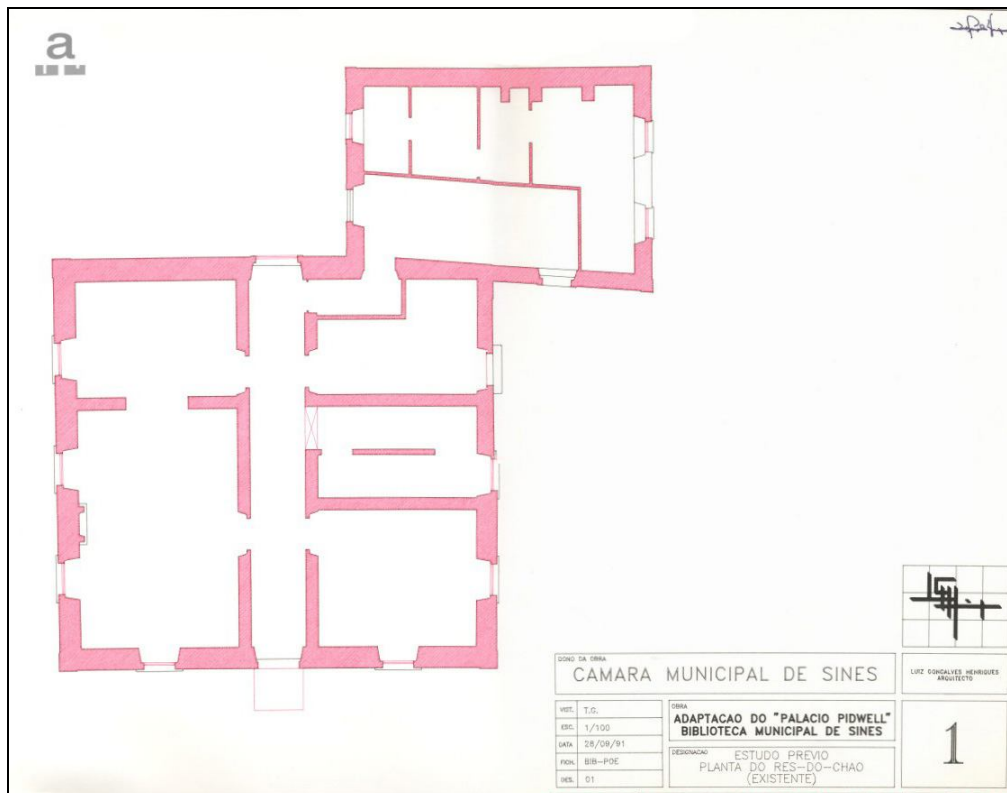 a
DONO DA OBRA
CAMARA MUNICIPAL DE SINES
LUIZ GONCALVES HENRIQUES
ARQUITECTO
VIST. T.G.
ESC. 1/100
DATA 28/09/91
FICH. BIB-POE
DES. 01
OBRA
ADAPTACAO DO "PALACIO PIDWELL"
BIBLIOTECA MUNICIPAL DE SINES
DESIGNACAO
ESTUDO PREVIO
PLANTA DO RES-DO-CHAO
(EXISTENTE)
1